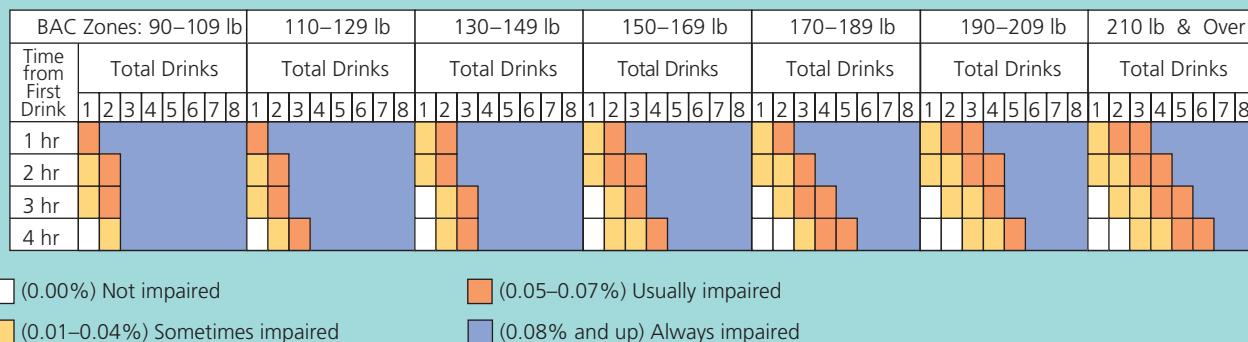 BAC Zones: 90–109 lb 110–129 lb 130–149 lb 150–169 lb 170–189 lb 190–209 lb 210 lb & Over
Time from First Drink Total Drinks Total Drinks Total Drinks Total Drinks Total Drinks Total Drinks Total Drinks
1 2 3 4 5 6 7 8 1 2 3 4 5 6 7 8 1 2 3 4 5 6 7 8 1 2 3 4 5 6 7 8 1 2 3 4 5 6 7 8 1 2 3 4 5 6 7 8 1 2 3 4 5 6 7 8
1 hr
2 hr
3 hr
4 hr
(0.00%) Not impaired (0.05–0.07%) Usually impaired
(0.01–0.04%) Sometimes impaired (0.08% and up) Always impaired